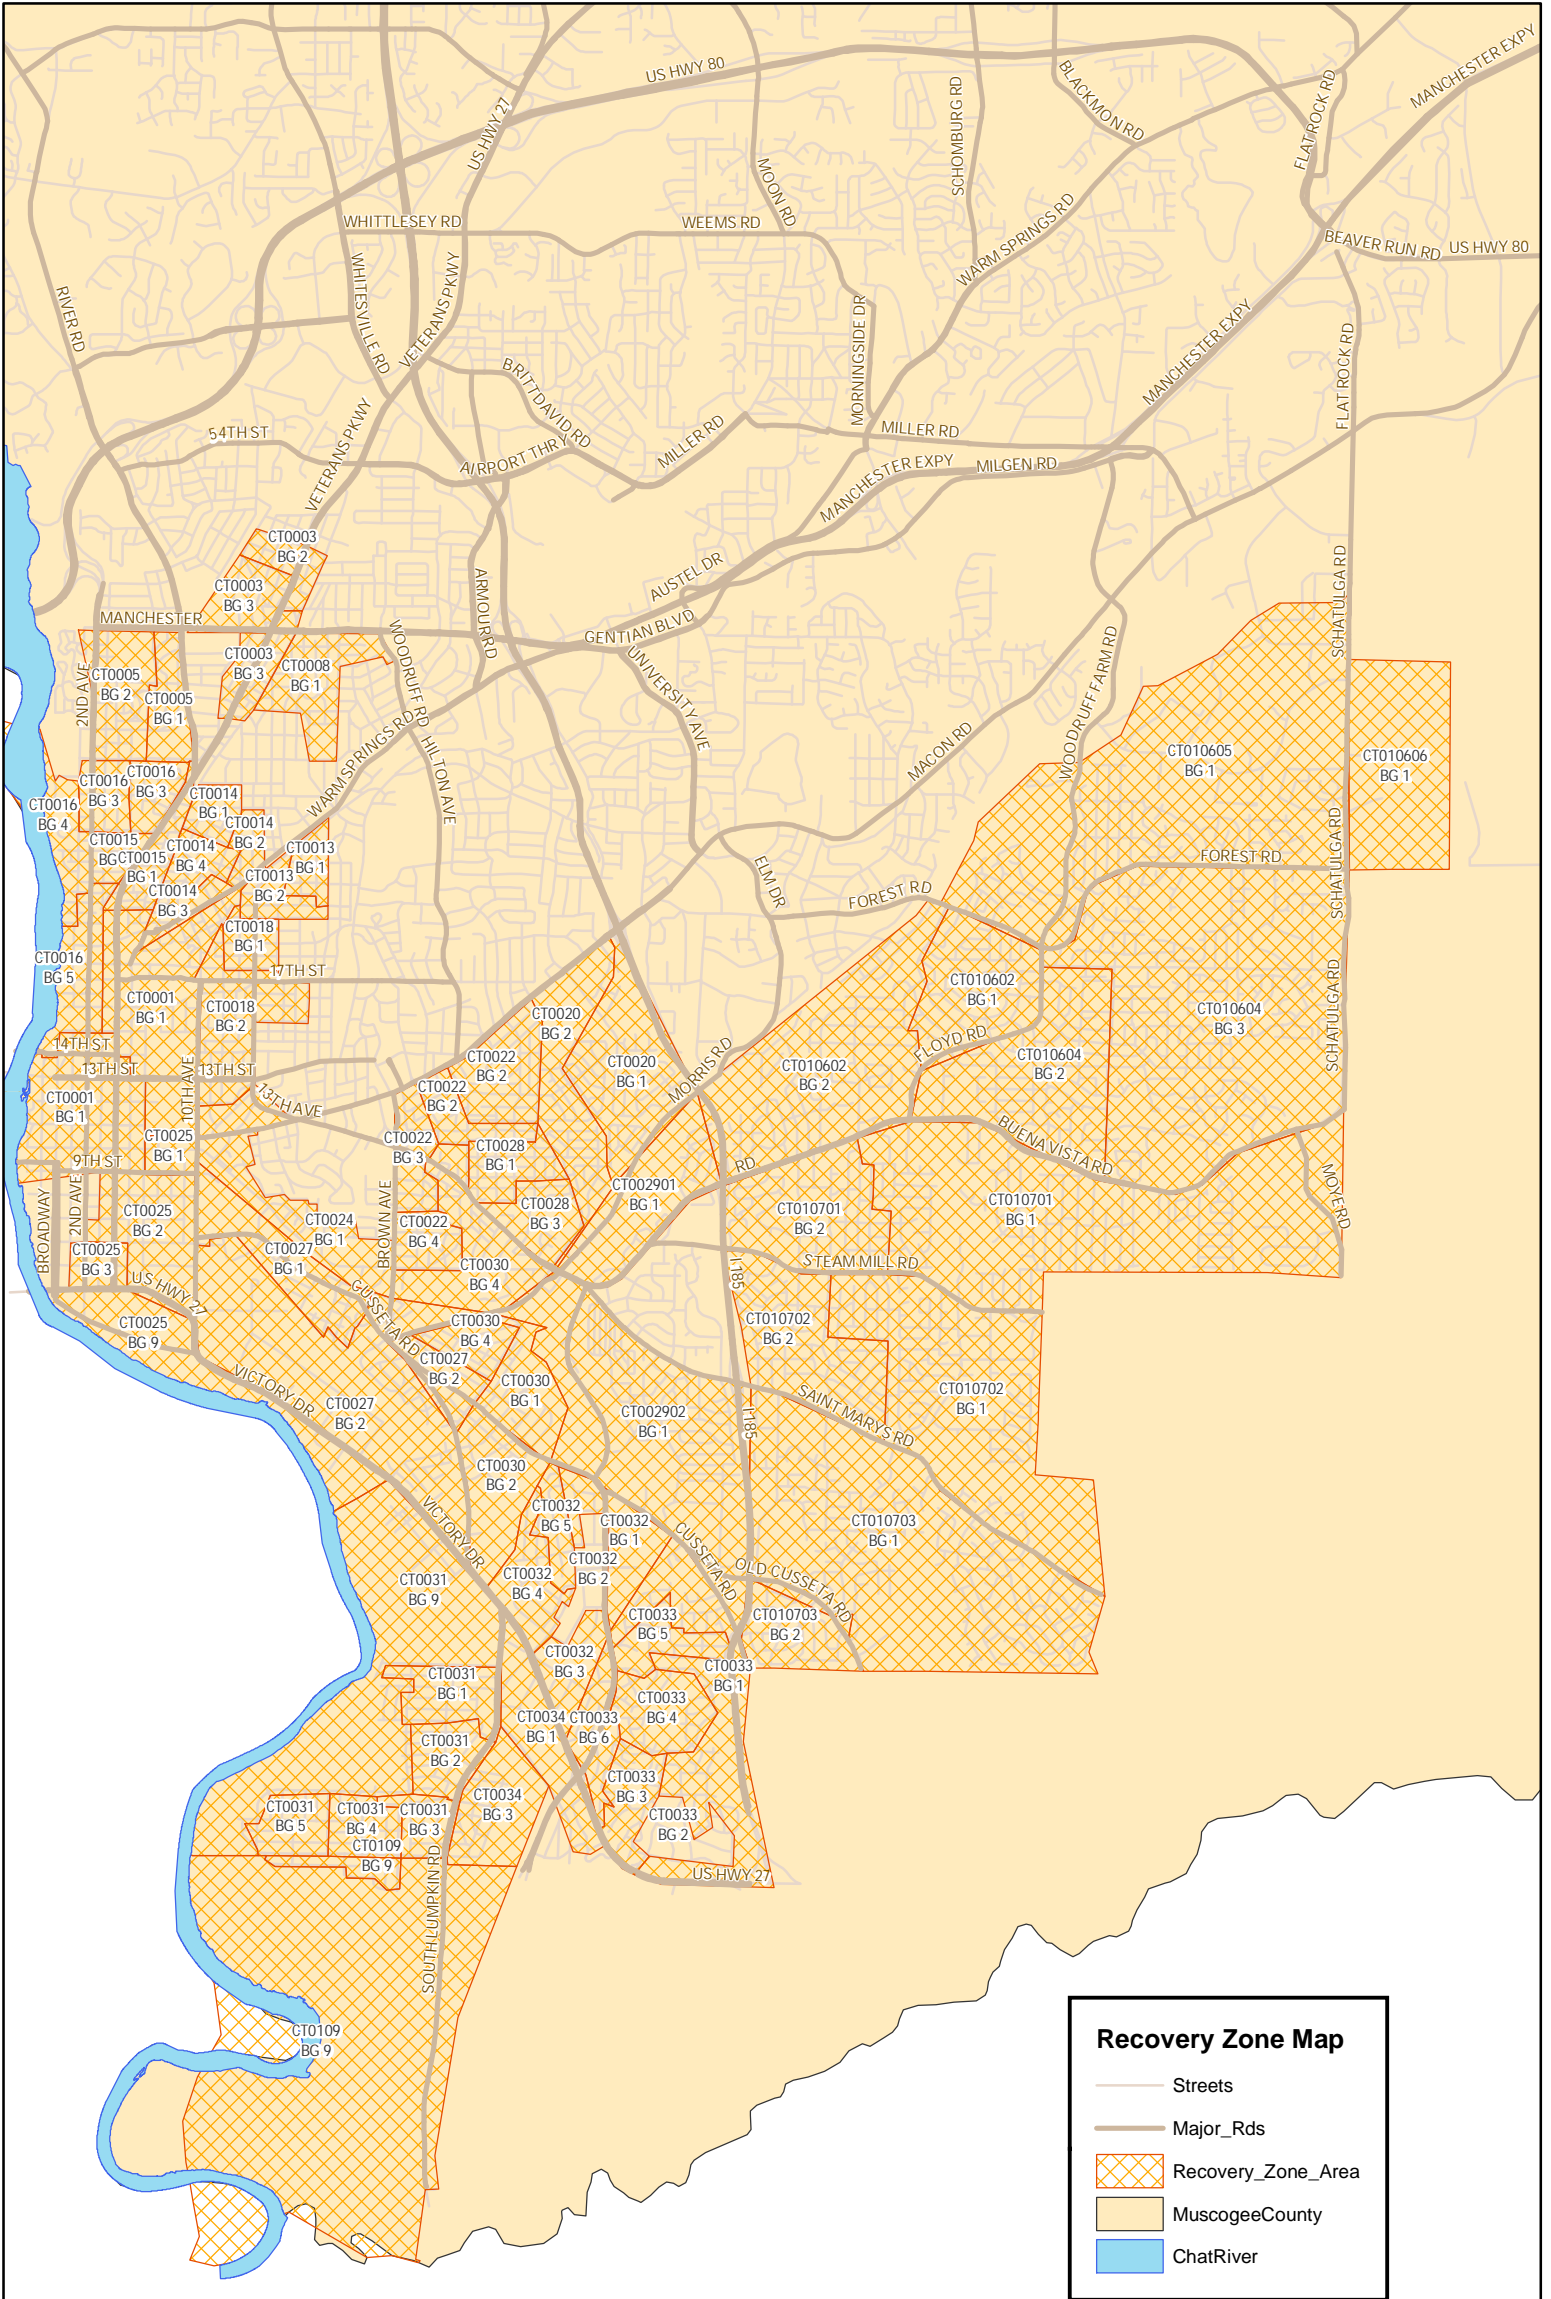 US HWY 80
US HWY 27
MOON RD
SCHOMBURG RD
BLACKMON RD
FLAT ROCK RD
MANCHESTER EXPY
WHITTLESEY RD
WEEMS RD
WARM SPRINGS RD
BEAVER RUN RD
US HWY 80
RIVER RD
WHITESVILLE RD
VETERANS PKWY
MORNINGSIDE DR
MANCHESTER EXPY
FLAT ROCK RD
BRITT DAVID RD
54TH ST
VETERANS PKWY
AIRPORT THRY
MILLER RD
MILLER RD
MANCHESTER EXPY
MILGEN RD
CT0003
BG 2
CT0003
BG 3
ARMOUR RD
AUSTEL DR
SCHATULGA RD
MANCHESTER
GENTIAN BLVD
WOODRUFF RD
UNIVERSITY AVE
WOODRUFF FARM RD
2ND AVE
CT0005
BG 2
CT0005
BG 1
CT0003
BG 3
CT0008
BG 1
WARM SPRINGS RD
HILTON AVE
MACON RD
CT010605
BG 1
CT010606
BG 1
CT0016
BG 4
CT0016
BG 3
CT0016
BG 3
CT0014
BG 1
CT0014
BG 2
CT0015
BG
CT0015
BG 1
CT0014
BG 4
CT0013
BG 1
CT0013
BG 2
CT0014
BG 3
ELM DR
FOREST RD
FOREST RD
SCHATULGA RD
CT0018
BG 1
CT0016
BG 5
17TH ST
CT0001
BG 1
CT0018
BG 2
CT0020
BG 2
CT010602
BG 1
CT010604
BG 3
SCHATULGA RD
14TH ST
13TH ST
13TH ST
10TH AVE
13TH AVE
CT0022
BG 2
CT0022
BG 2
CT0020
BG 1
MORRIS RD
CT010602
BG 2
FLOYD RD
CT010604
BG 2
CT0001
BG 1
CT0025
BG 1
CT0022
BG 3
CT0028
BG 1
BUENA VISTA RD
RD
9TH ST
BROADWAY
2ND AVE
CT0025
BG 2
CT0025
BG 3
CT0024
BG 1
CT0027
BG 1
BROWN AVE
CT0022
BG 4
CT0028
BG 3
CT002901
BG 1
CT010701
BG 2
CT010701
BG 1
MOYE RD
US HWY 27
CUSSETA RD
CT0030
BG 4
I 185
STEAM MILL RD
CT0025
BG 9
CT0030
BG 4
CT0027
BG 2
CT010702
BG 2
VICTORY DR
CT0027
BG 2
CT0030
BG 1
CT002902
BG 1
I 185
SAINT MARYS RD
CT010702
BG 1
CT0030
BG 2
VICTORY DR
CT0032
BG 5
CT0032
BG 1
CUSSETA RD
CT010703
BG 1
CT0031
BG 9
CT0032
BG 4
CT0032
BG 2
OLD CUSSETA RD
CT0033
BG 5
CT010703
BG 2
CT0032
BG 3
CT0033
BG 1
CT0031
BG 1
CT0033
BG 4
CT0034
BG 1
CT0033
BG 6
CT0031
BG 2
CT0033
BG 3
CT0034
BG 3
CT0031
BG 5
CT0031
BG 4
CT0031
BG 3
CT0033
BG 2
CT0109
BG 9
SOUTH LUMPKIN RD
US HWY 27
CT0109
BG 9
Recovery Zone Map
Streets
Major_Rds
Recovery_Zone_Area
MuscogeeCounty
ChatRiver